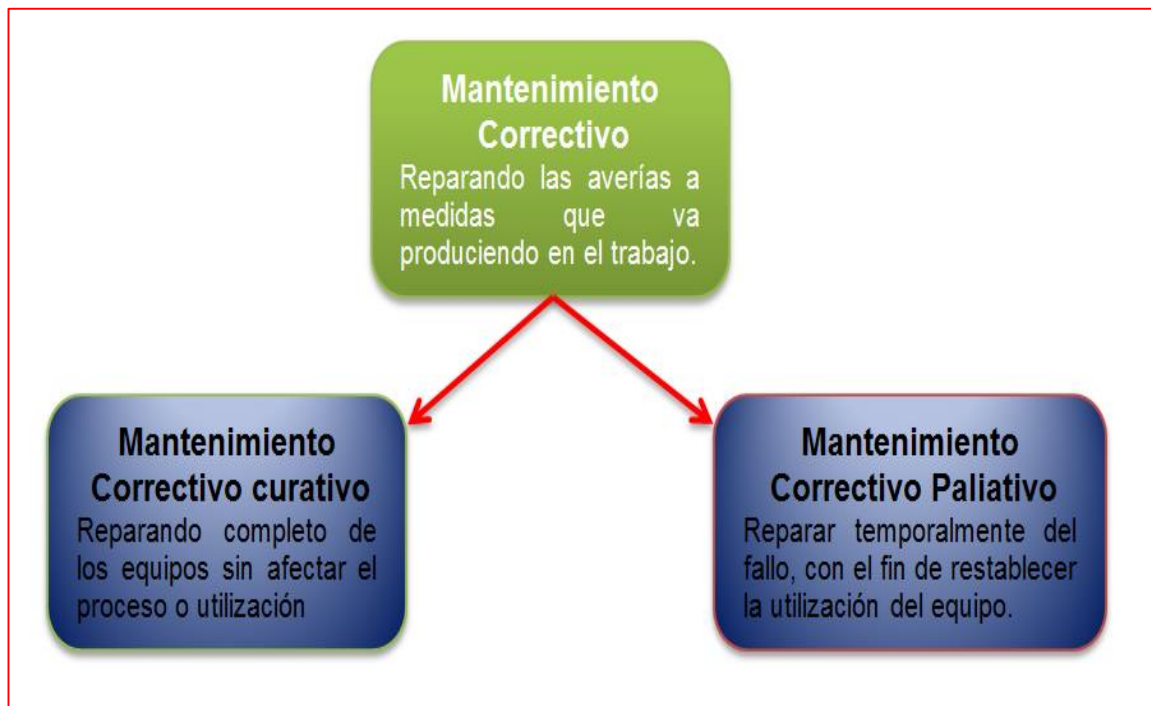 Mantenimiento
Correctivo
Reparando las averías a
medidas que va
produciendo en el trabajo.
Mantenimiento
Correctivo curativo
Reparando completo de
los equipos sin afectar el
proceso o utilización
Mantenimiento
Correctivo Paliativo
Reparar temporalmente del
fallo, con el fin de restablecer
la utilización del equipo.